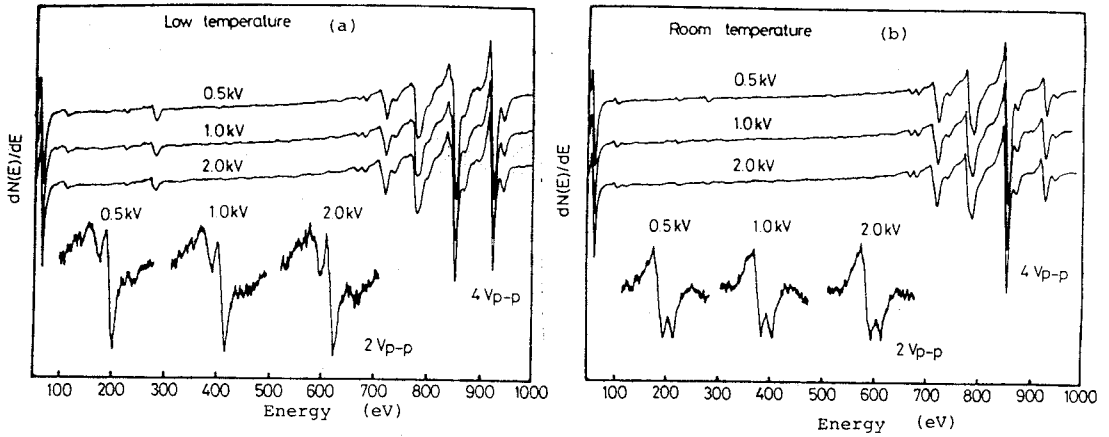 Low temperature (a)
0.5kV
1.0kV
2.0kV
0.5kV 1.0kV 2.0kV
4 Vp-p
2 Vp-p
dN(E)/dE
100 200 300 400 500 600 700 800 900 1000
Energy (eV)
Room temperature (b)
0.5kV
1.0kV
2.0kV
0.5kV 1.0kV 2.0kV
4 Vp-p
2 Vp-p
dN(E)/dE
100 200 300 400 500 600 700 800 900 1000
Energy (eV)